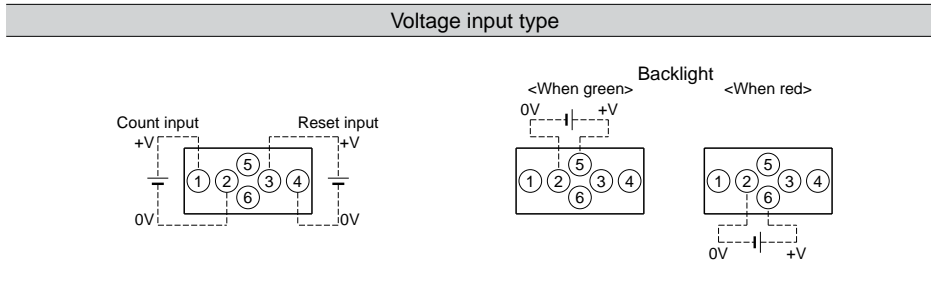 Voltage input type
Backlight
<When green>
<When red>
0V
+V
Count input
Reset input
+V
+V
5
1
2
3
4
6
0V
0V
5
1
2
3
4
6
5
1
2
3
4
6
0V
+V